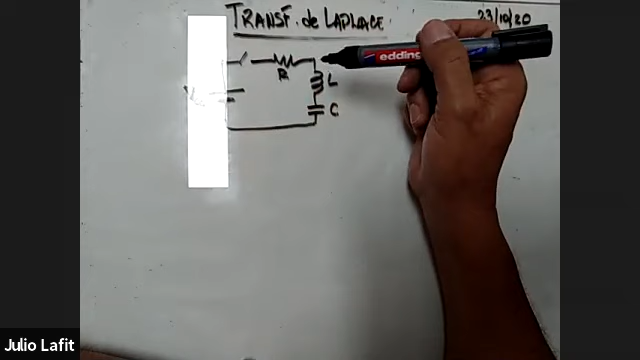 TRANSF. de LAPLACE
23/10/20
edding
R
L
C
Julio Lafit